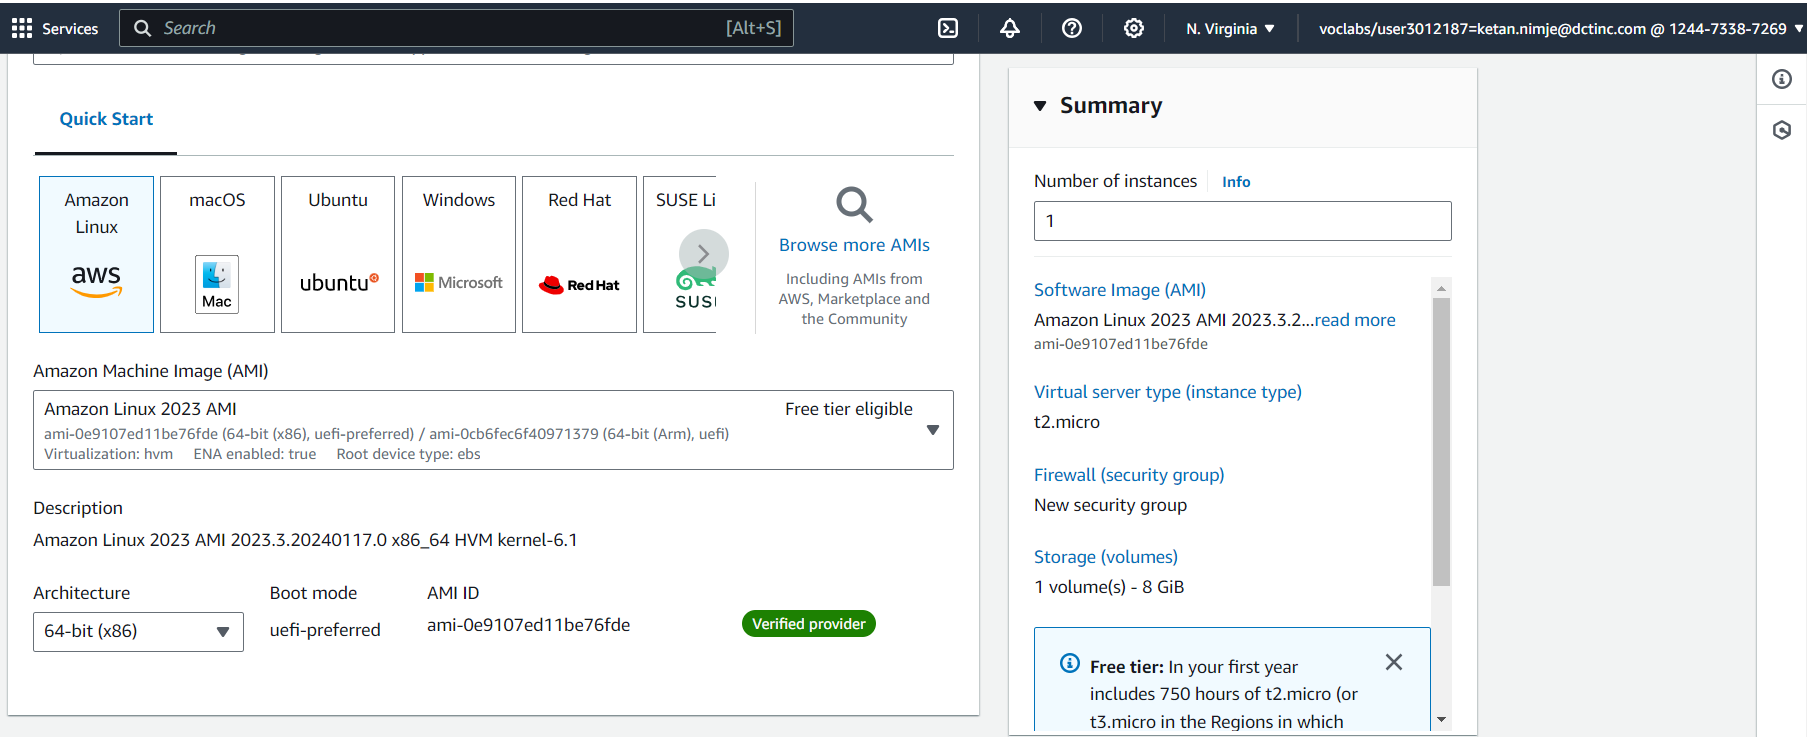 Services
Search
[Alt+S]
N. Virginia
voclabs/user3012187=ketan.nimje@dctinc.com @ 1244-7338-7269
Quick Start
Amazon
Linux
aws
macOS
Mac
Ubuntu
ubuntu
Windows
Microsoft
Red Hat
Red Hat
SUSE Li
SUS
Browse more AMIs
Including AMIs from
AWS, Marketplace and
the Community
Amazon Machine Image (AMI)
Amazon Linux 2023 AMI
Free tier eligible
ami-0e9107ed11be76fde (64-bit (x86), uefi-preferred) / ami-0cb6fec6f40971379 (64-bit (Arm), uefi)
Virtualization: hvm ENA enabled: true Root device type: ebs
Description
Amazon Linux 2023 AMI 2023.3.20240117.0 x86_64 HVM kernel-6.1
Architecture
64-bit (x86)
Boot mode
uefi-preferred
AMI ID
ami-0e9107ed11be76fde
Verified provider
Summary
Number of instances
Info
1
Software Image (AMI)
Amazon Linux 2023 AMI 2023.3.2...read more
ami-0e9107ed11be76fde
Virtual server type (instance type)
t2.micro
Firewall (security group)
New security group
Storage (volumes)
1 volume(s) - 8 GiB
Free tier: In your first year
includes 750 hours of t2.micro (or
t3.micro in the Regions in which